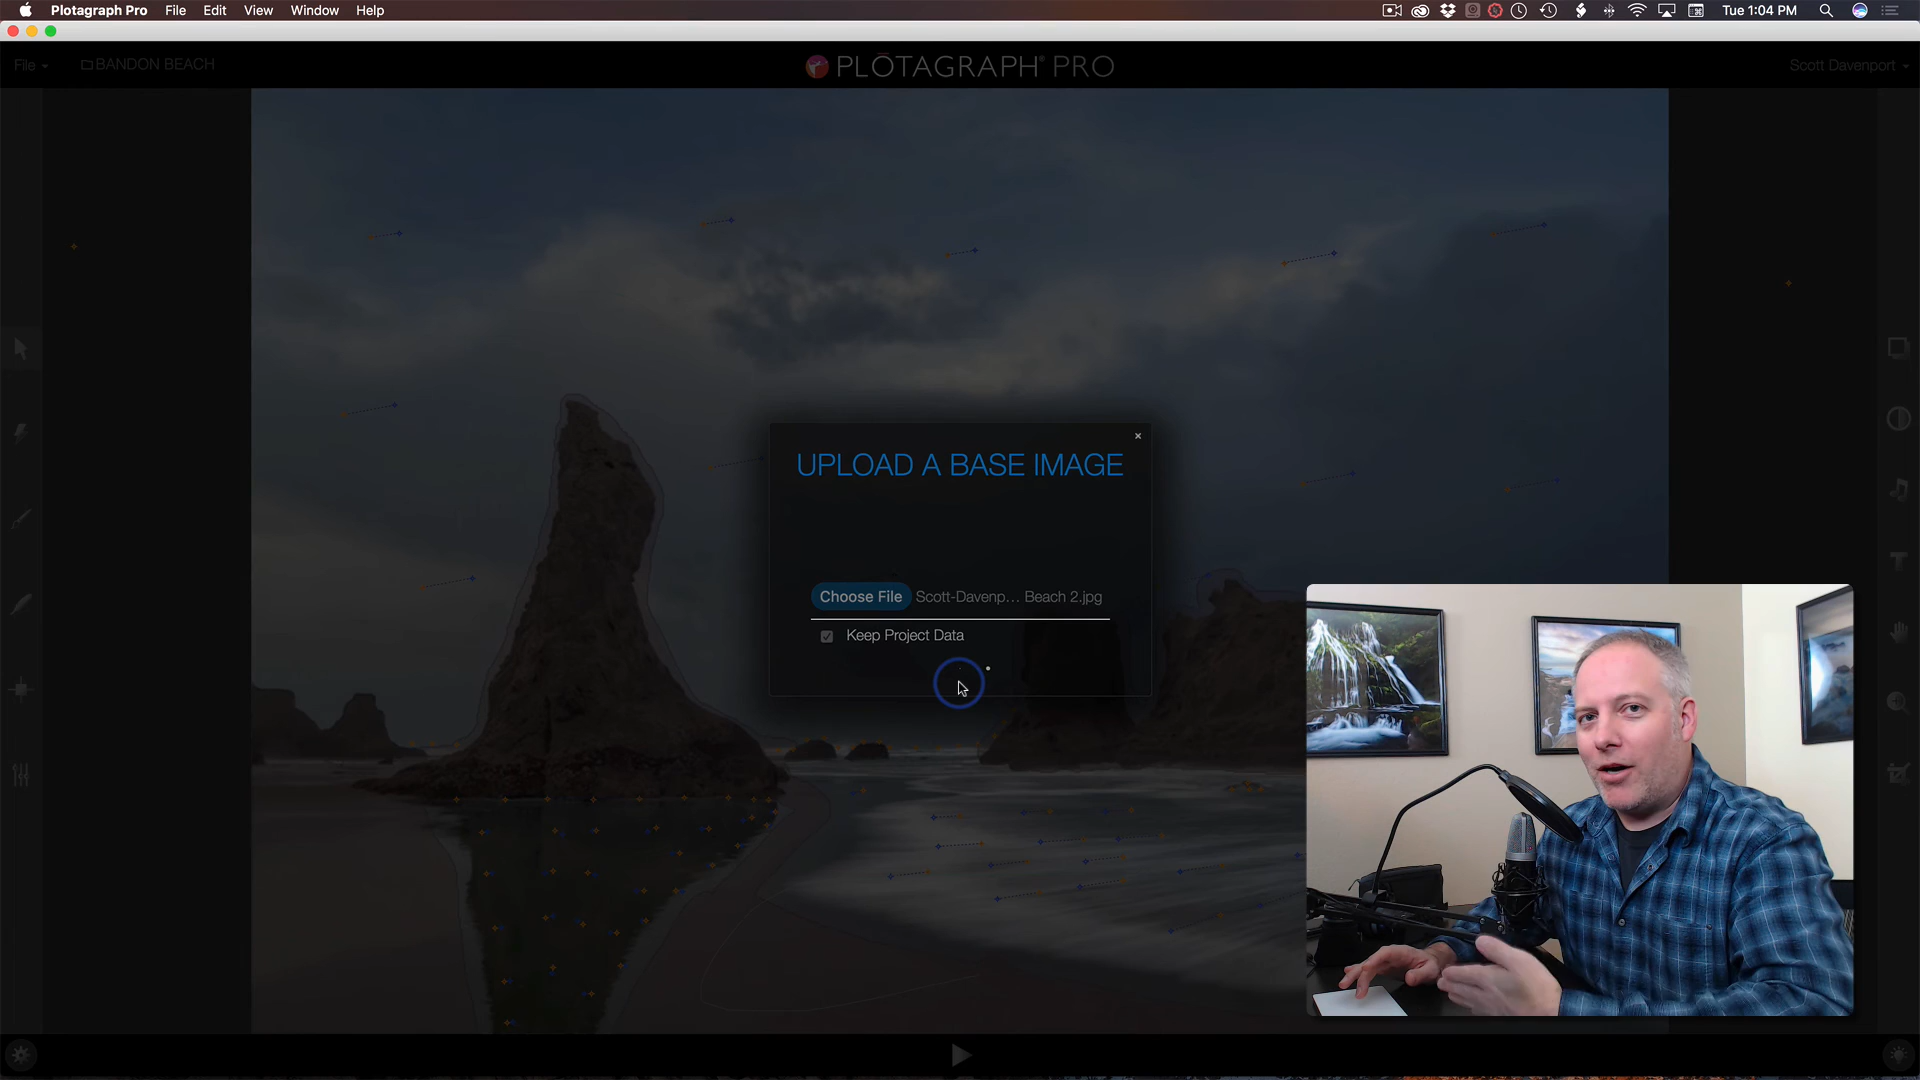 Plotagraph Pro File Edit View Window Help Tue 1:04 PM
File BANDON BEACH PLŌTAGRAPH® PRO Scott Davenport
UPLOAD A BASE IMAGE
Choose File Scott-Davenp... Beach 2.jpg
Keep Project Data